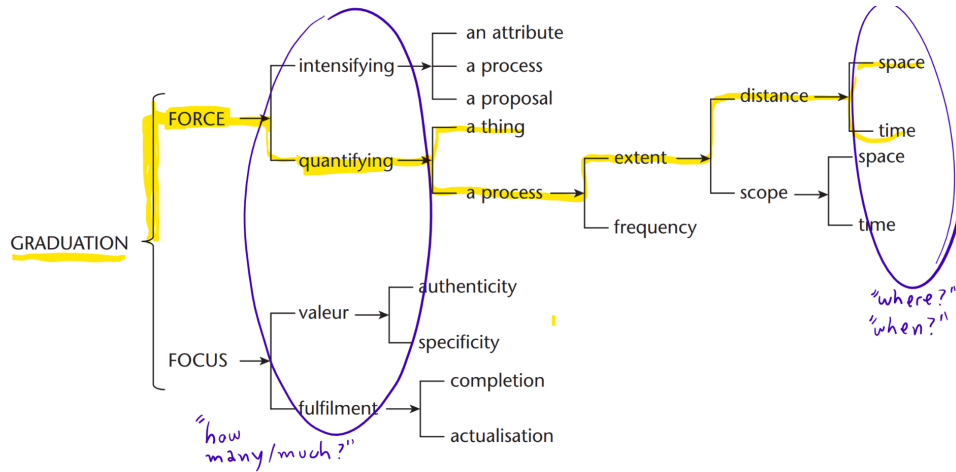 an attribute
intensifying
a process
a proposal
FORCE
a thing
quantifying
a process
extent
frequency
distance
space
time
scope
space
time
GRADUATION
authenticity
valeur
specificity
FOCUS
completion
fulfilment
actualisation
"how
many/much?"
"where?"
"when?"